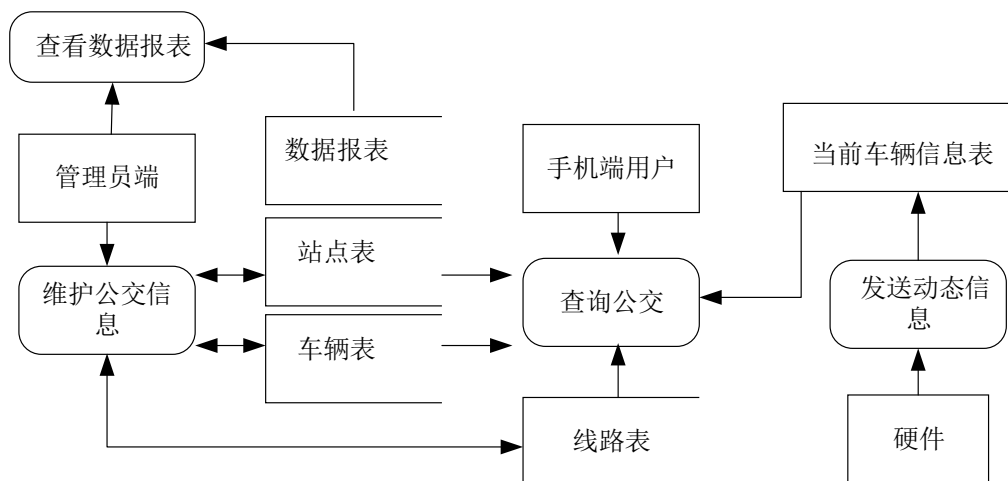 查看数据报表
数据报表
手机端用户
当前车辆信息表
管理员端
站点表
维护公交信
息
查询公交
发送动态信
息
车辆表
线路表
硬件